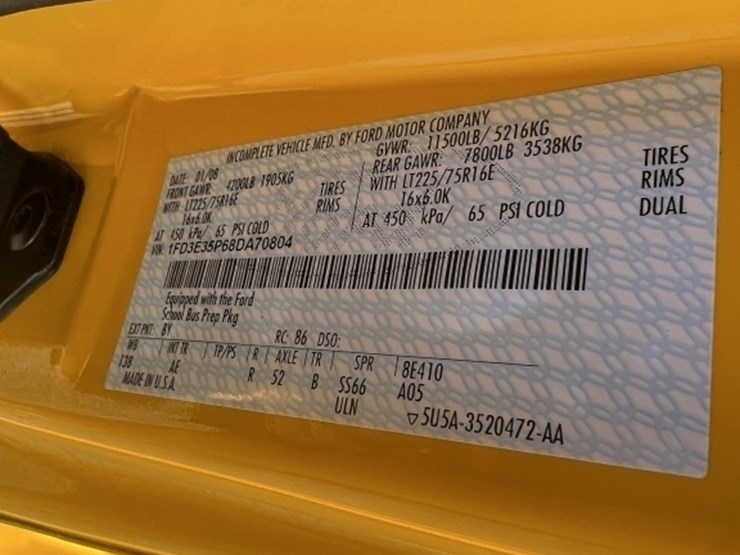 INCOMPLETE VEHICLE MFD. BY FORD MOTOR COMPANY
DATE: 01/08 GVWR: 11500LB/5216KG
FRONT GAWR: 4200LB 1905KG REAR GAWR: 7800LB 3538KG
WITH LT225/75R16E TIRES WITH LT225/75R16E TIRES
16x6.0K RIMS 16x6.0K RIMS
AT 450 kPa/ 65 PSI COLD AT 450 kPa/ 65 PSI COLD DUAL
VIN: 1FD3E35P68DA70804
Equipped with the Ford
School Bus Prep Pkg
EXT PNT: BY RC: 86 DSO:
WB INT TR TP/PS R AXLE TR SPR 18E410
138 AE R 52 B SS66 A05
MADE IN U.S.A. ULN ▽5U5A-3520472-AA